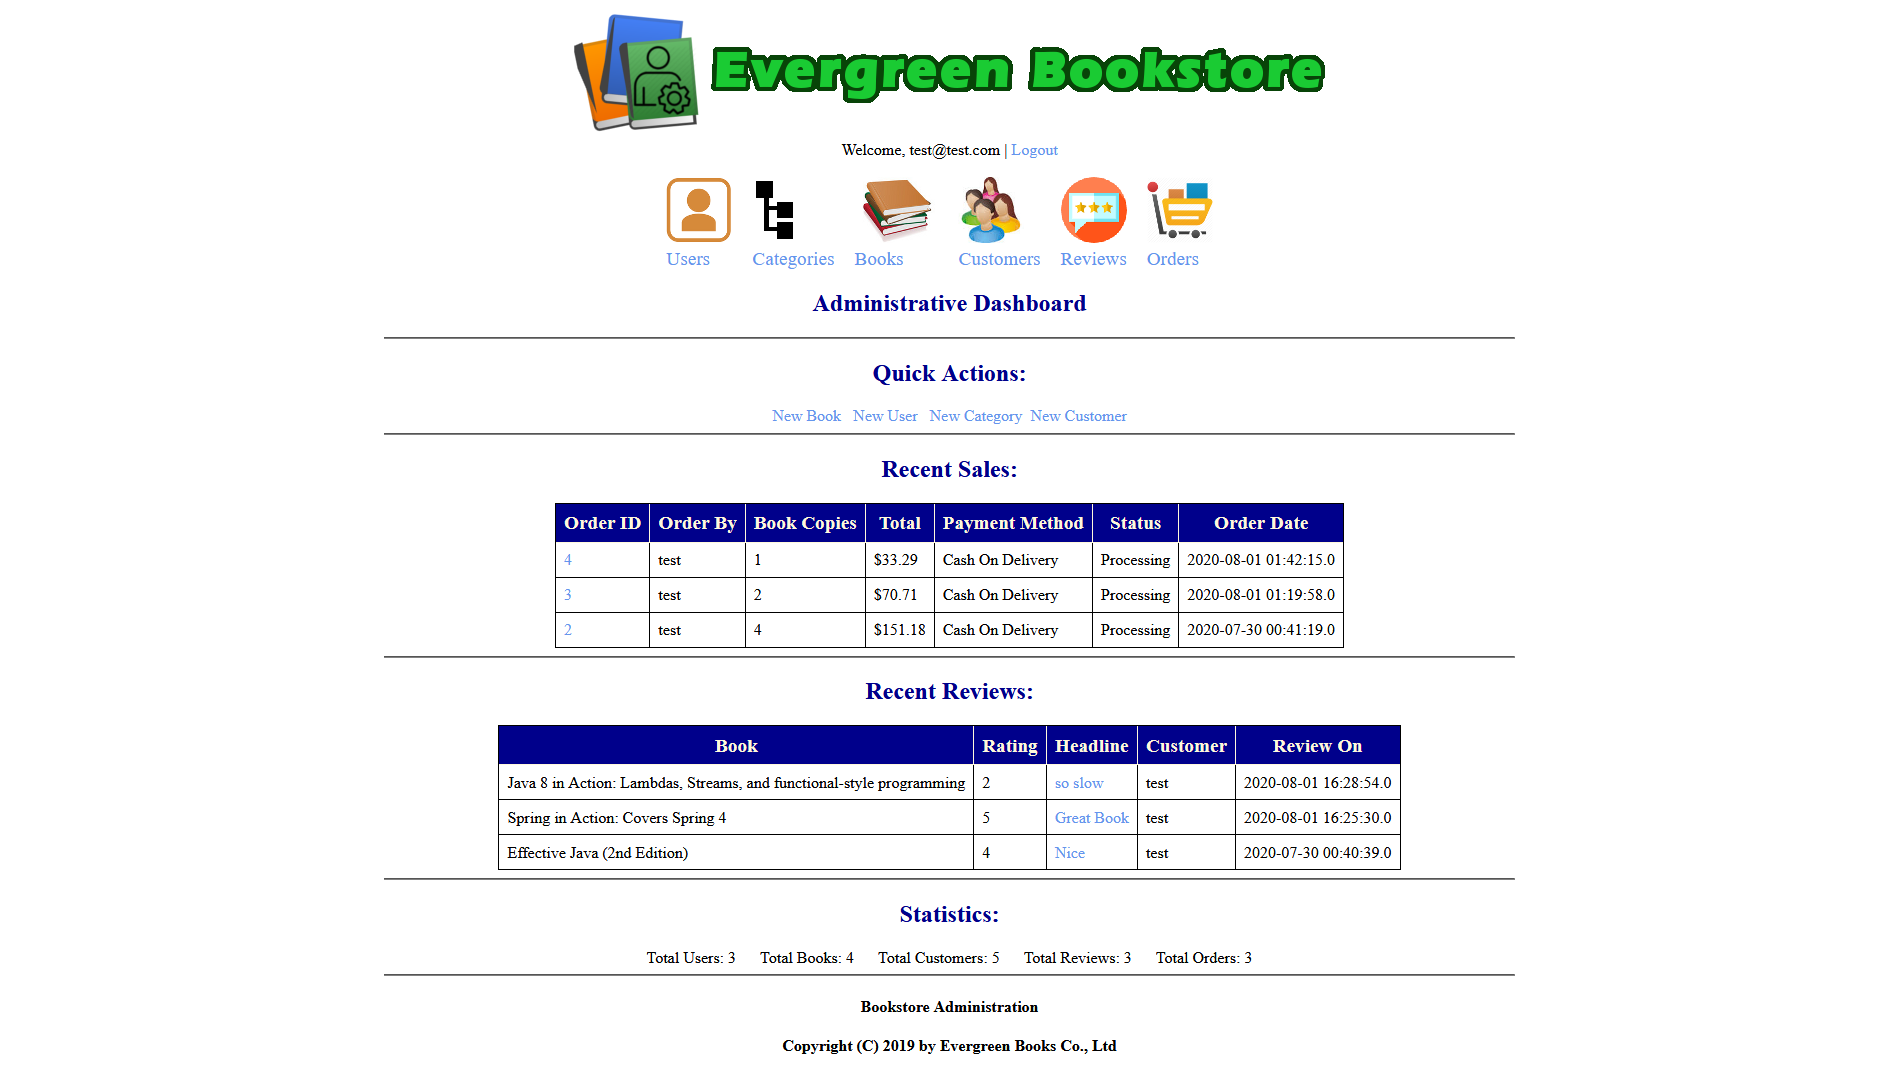 Evergreen Bookstore
Welcome, test@test.com | Logout
Users Categories Books Customers Reviews Orders
Administrative Dashboard
Quick Actions:
New Book New User New Category New Customer
Recent Sales:
Order ID Order By Book Copies Total Payment Method Status Order Date
4 test 1 $33.29 Cash On Delivery Processing 2020-08-01 01:42:15.0
3 test 2 $70.71 Cash On Delivery Processing 2020-08-01 01:19:58.0
2 test 4 $151.18 Cash On Delivery Processing 2020-07-30 00:41:19.0
Recent Reviews:
Book Rating Headline Customer Review On
Java 8 in Action: Lambdas, Streams, and functional-style programming 2 so slow test 2020-08-01 16:28:54.0
Spring in Action: Covers Spring 4 5 Great Book test 2020-08-01 16:25:30.0
Effective Java (2nd Edition) 4 Nice test 2020-07-30 00:40:39.0
Statistics:
Total Users: 3 Total Books: 4 Total Customers: 5 Total Reviews: 3 Total Orders: 3
Bookstore Administration
Copyright (C) 2019 by Evergreen Books Co., Ltd